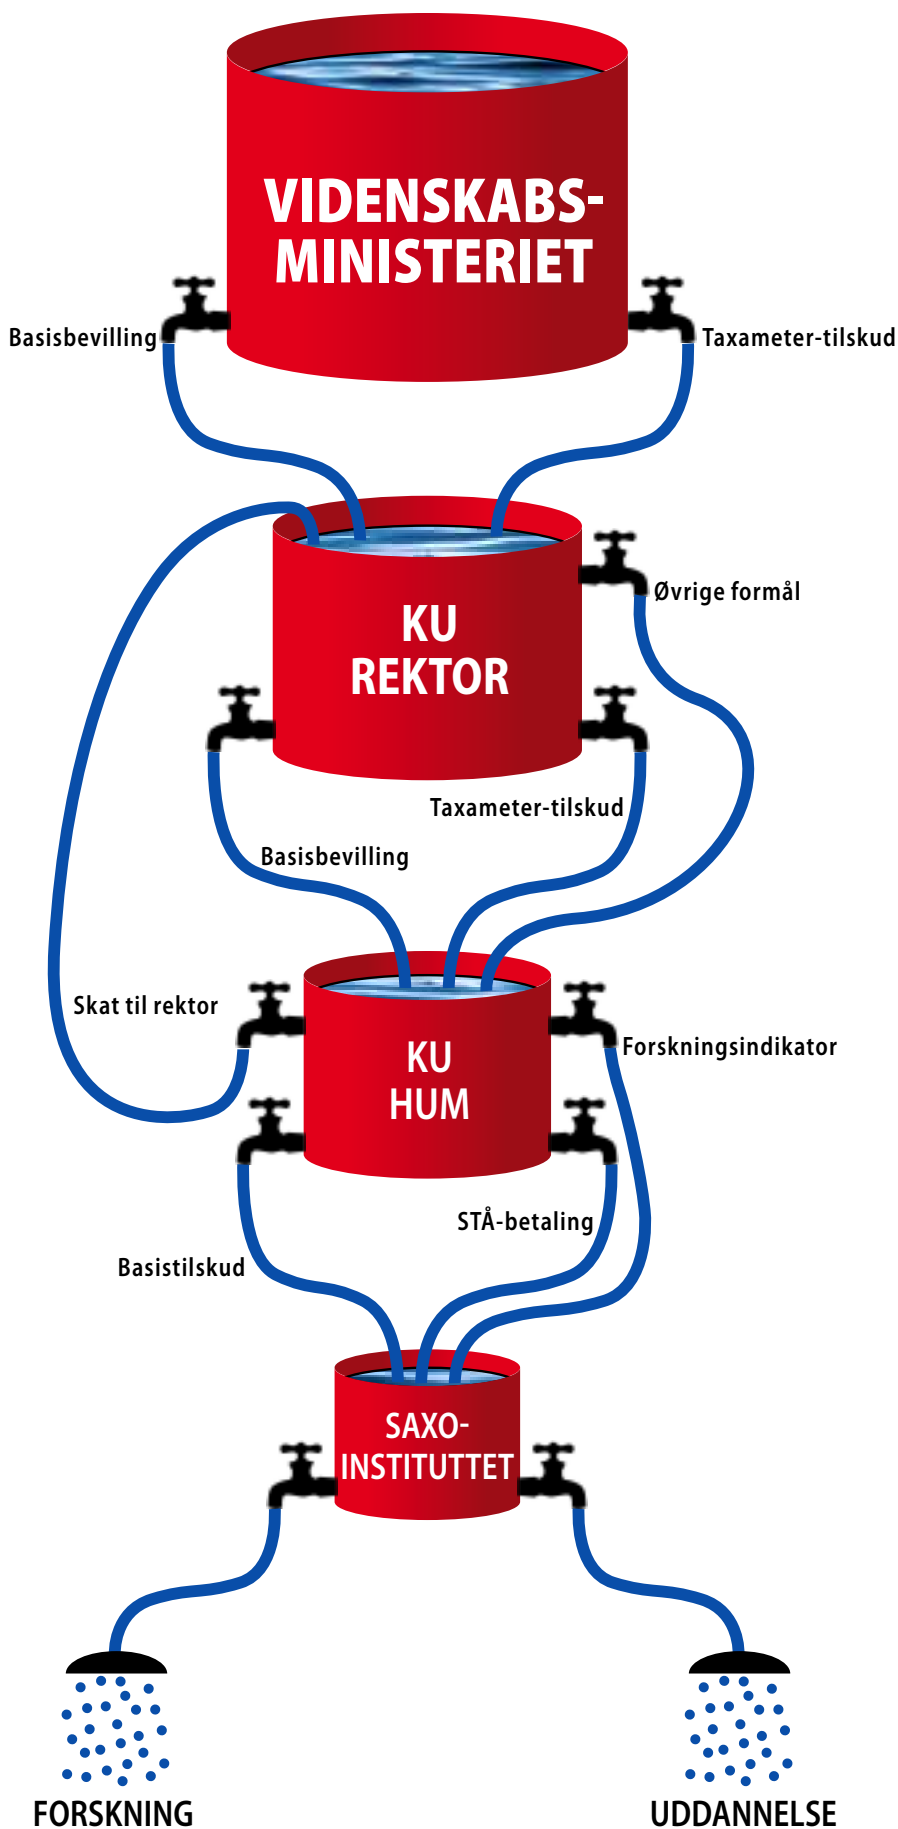 VIDENSKABS-
MINISTERIET
Basisbevilling
Taxameter-tilskud
Øvrige formål
KU
REKTOR
Taxameter-tilskud
Basisbevilling
Skat til rektor
Forskningsindikator
KU
HUM
STÅ-betaling
Basistilskud
SAXO-
INSTITUTTET
FORSKNING
UDDANNELSE